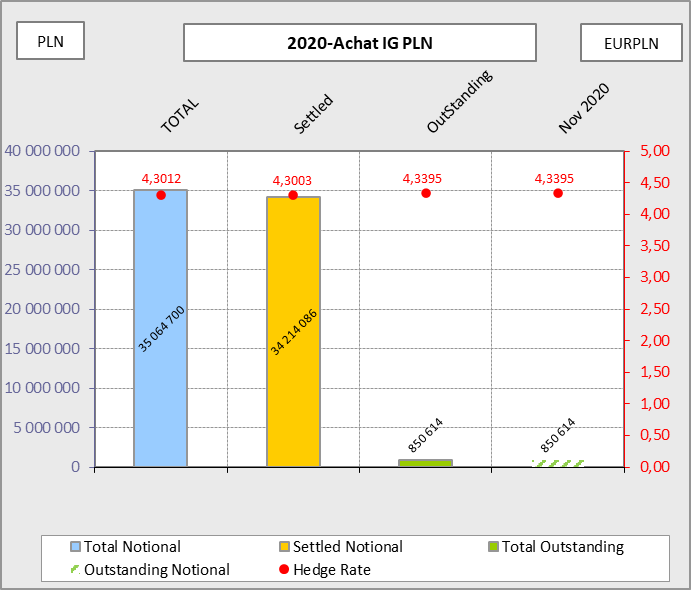 PLN
2020-Achat IG PLN
EURPLN
TOTAL
Settled
OutStanding
Nov 2020
40 000 000
35 000 000
30 000 000
25 000 000
20 000 000
15 000 000
10 000 000
5 000 000
0
4,3012
4,3003
4,3395
4,3395
35 064 700
34 214 086
850 614
850 614
5,00
4,50
4,00
3,50
3,00
2,50
2,00
1,50
1,00
0,50
0,00
Total Notional
Settled Notional
Total Outstanding
Outstanding Notional
Hedge Rate